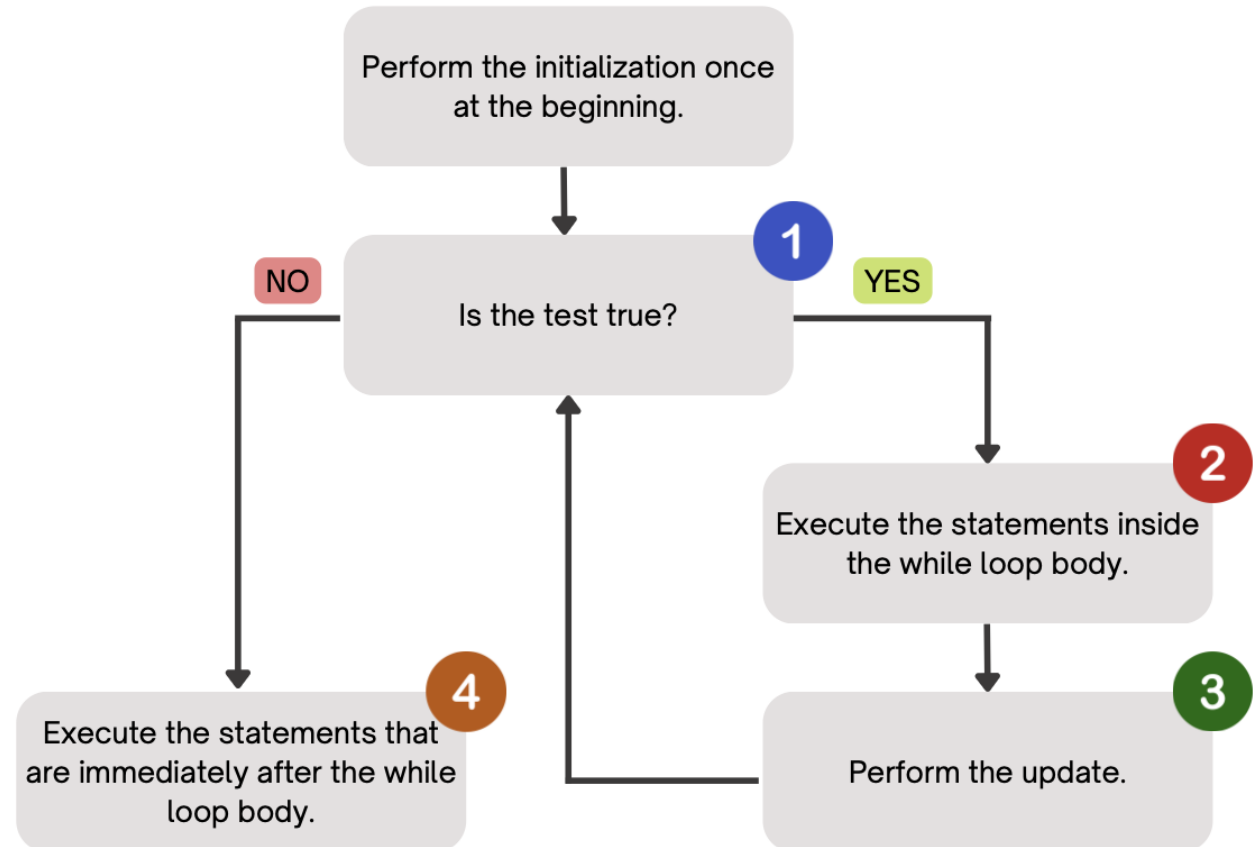 Perform the initialization once
at the beginning.
1
NO
YES
Is the test true?
2
Execute the statements inside
the while loop body.
4
3
Execute the statements that
are immediately after the while
loop body.
Perform the update.